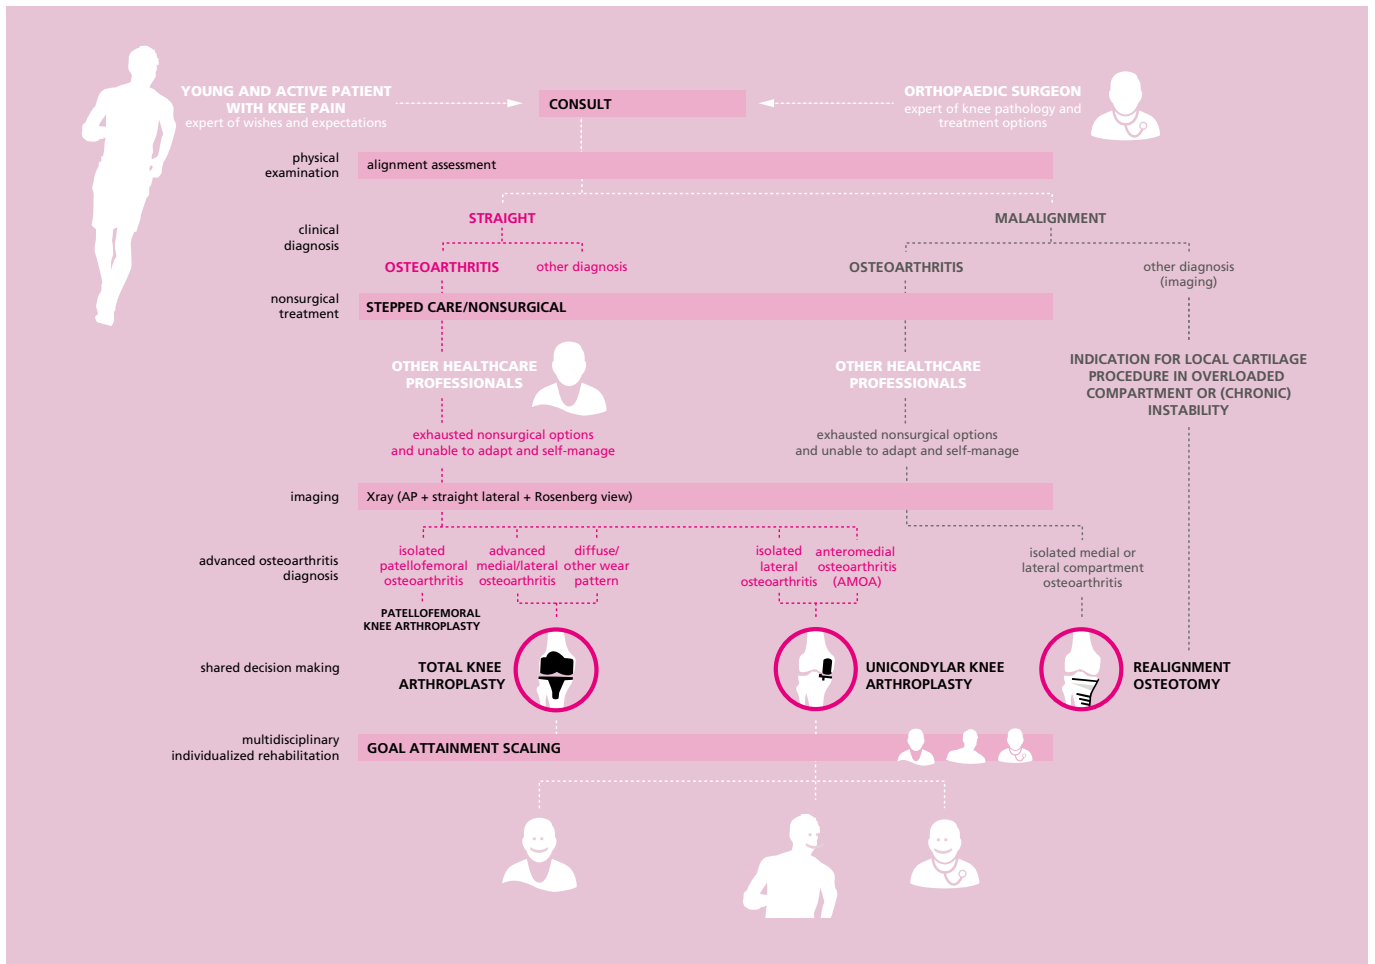 YOUNG AND ACTIVE PATIENT
WITH KNEE PAIN
expert of wishes and expectations
CONSULT
ORTHOPAEDIC SURGEON
expert of knee pathology and
treatment options
physical
examination
alignment assessment
clinical
diagnosis
STRAIGHT
MALALIGNMENT
OSTEOARTHRITIS
other diagnosis
OSTEOARTHRITIS
other diagnosis
(imaging)
nonsurgical
treatment
STEPPED CARE/NONSURGICAL
OTHER HEALTHCARE
PROFESSIONALS
OTHER HEALTHCARE
PROFESSIONALS
INDICATION FOR LOCAL CARTILAGE
PROCEDURE IN OVERLOADED
COMPARTMENT OR (CHRONIC)
INSTABILITY
exhausted nonsurgical options
and unable to adapt and self-manage
exhausted nonsurgical options
and unable to adapt and self-manage
imaging
Xray (AP + straight lateral + Rosenberg view)
advanced osteoarthritis
diagnosis
isolated
patellofemoral
osteoarthritis
advanced
medial/lateral
osteoarthritis
diffuse/
other wear
pattern
isolated
lateral
osteoarthritis
anteromedial
osteoarthritis
(AMOA)
isolated medial or
lateral compartment
osteoarthritis
PATELLOFEMORAL
KNEE ARTHROPLASTY
shared decision making
TOTAL KNEE
ARTHROPLASTY
UNICONDYLAR KNEE
ARTHROPLASTY
REALIGNMENT
OSTEOTOMY
multidisciplinary
individualized rehabilitation
GOAL ATTAINMENT SCALING